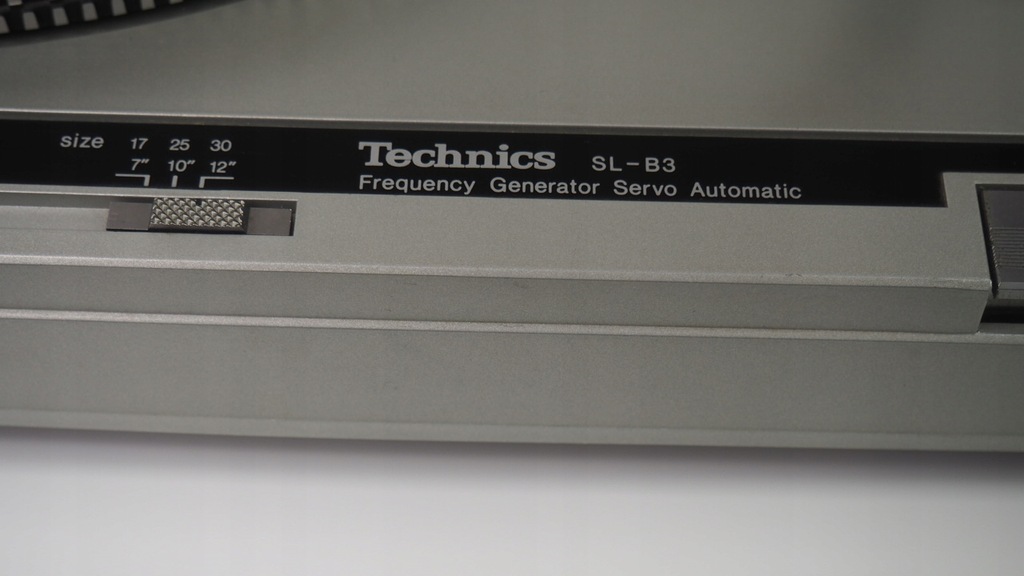 size 17 25 30
7" 10" 12"
Technics SL-B3
Frequency Generator Servo Automatic